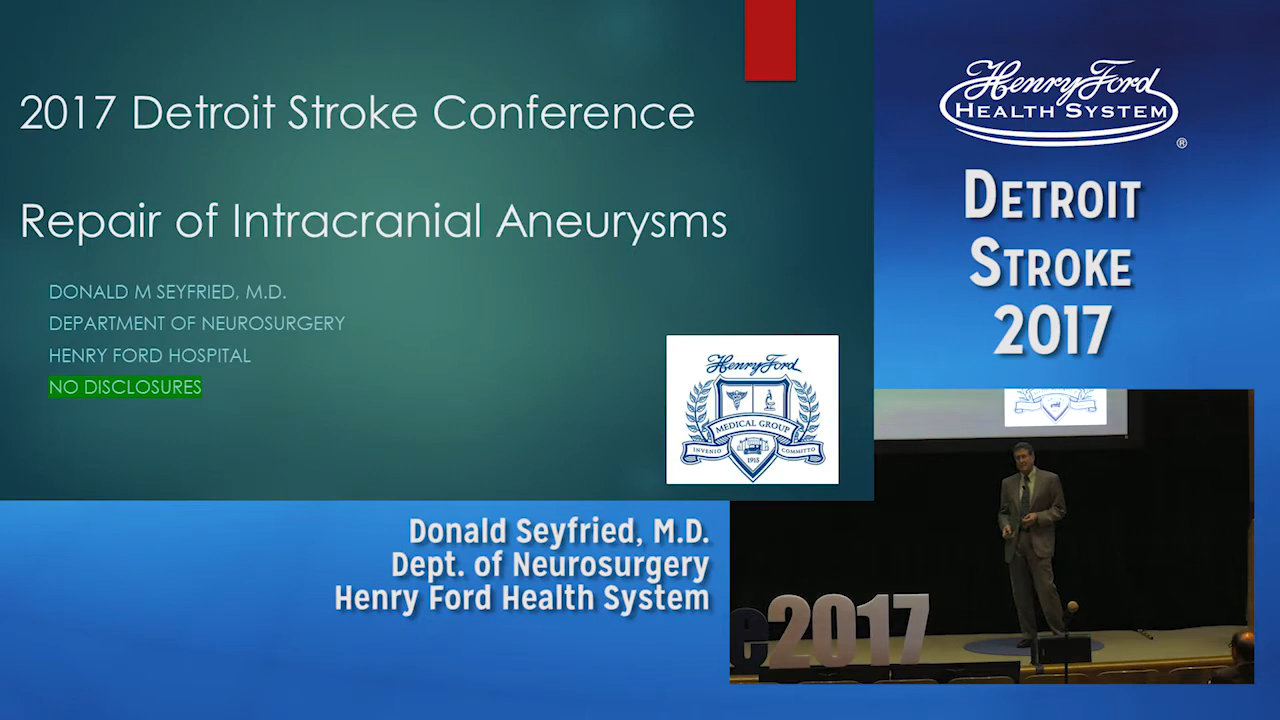 2017 Detroit Stroke Conference
Repair of Intracranial Aneurysms
DONALD M SEYFRIED, M.D.
DEPARTMENT OF NEUROSURGERY
HENRY FORD HOSPITAL
NO DISCLOSURES
Henry Ford
MEDICAL GROUP
INVENIO
COMMITTO
1915
Henry Ford
HEALTH SYSTEM
®
DETROIT
STROKE
2017
Donald Seyfried, M.D.
Dept. of Neurosurgery
Henry Ford Health System
e2017